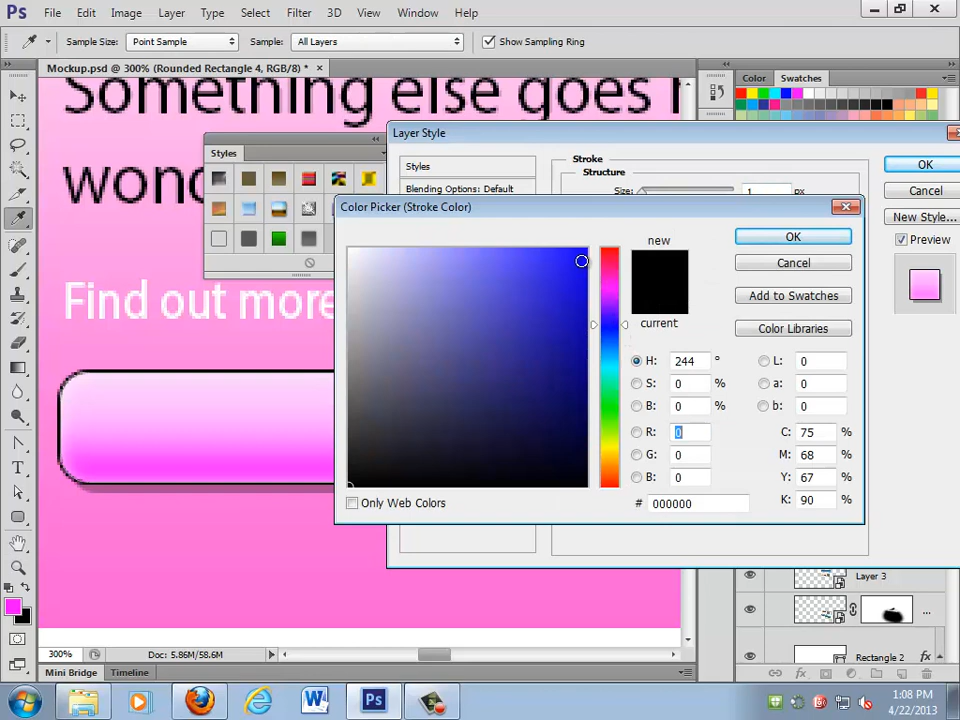 Ps File Edit Image Layer Type Select Filter 3D View Window Help
Sample Size: Point Sample Sample: All Layers Show Sampling Ring
Mockup.psd @ 300% (Rounded Rectangle 4, RGB/8) * ×
Color Swatches
Something else goes
wond
Styles
Find out more
Layer Style
Styles
Blending Options: Default
Stroke
Structure
Size: 1 px
OK
Cancel
New Style...
Preview
Color Picker (Stroke Color)
new
current
OK
Cancel
Add to Swatches
Color Libraries
H: 244 °
S: 0 %
B: 0 %
R: 0
G: 0
B: 0
L: 0
a: 0
b: 0
C: 75 %
M: 68 %
Y: 67 %
K: 90 %
# 000000
Only Web Colors
Layer 3
...
Rectangle 2 fx
300% Doc: 5.86M/58.6M
Mini Bridge Timeline
1:08 PM
4/22/2013